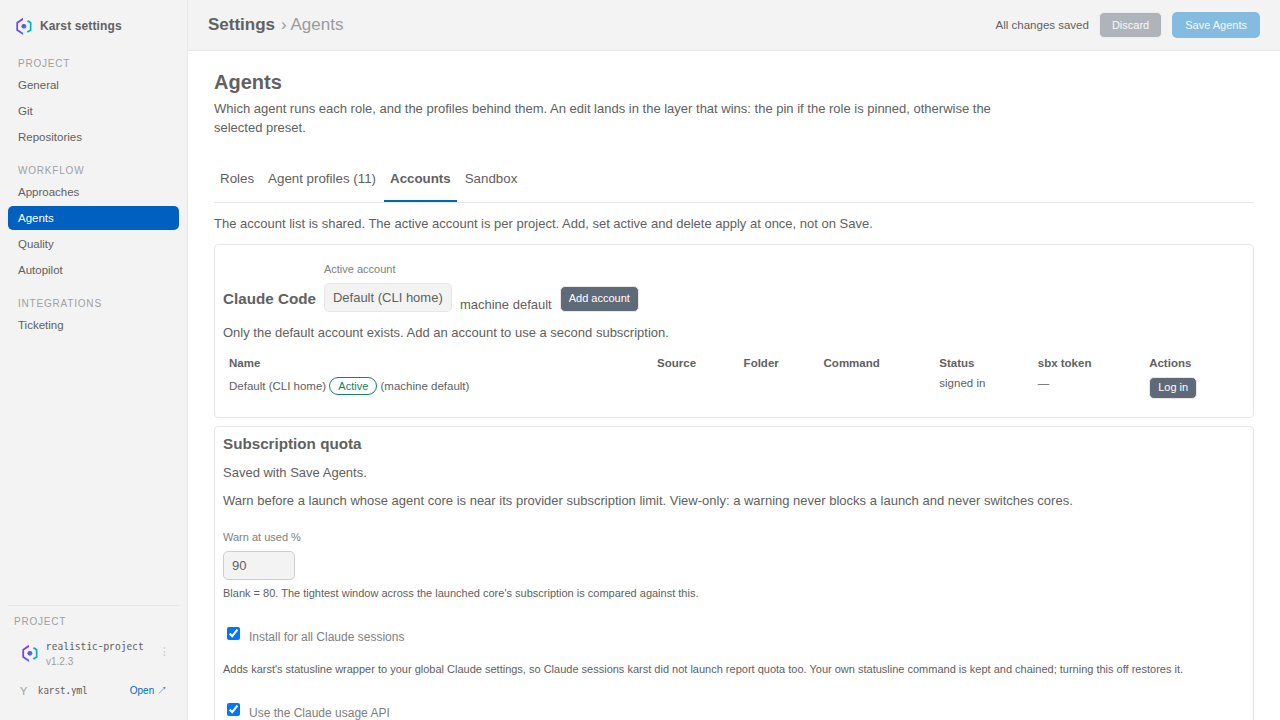 Karst settings
PROJECT
General
Git
Repositories
WORKFLOW
Approaches
Agents
Quality
Autopilot
INTEGRATIONS
Ticketing
PROJECT
realistic-project
v1.2.3
Y karst.yml Open ↗
Settings › Agents
All changes saved Discard Save Agents
Agents
Which agent runs each role, and the profiles behind them. An edit lands in the layer that wins: the pin if the role is pinned, otherwise the
selected preset.
Roles Agent profiles (11) Accounts Sandbox
The account list is shared. The active account is per project. Add, set active and delete apply at once, not on Save.
Active account
Claude Code Default (CLI home) machine default Add account
Only the default account exists. Add an account to use a second subscription.
Name Source Folder Command Status sbx token Actions
Default (CLI home) Active (machine default) signed in — Log in
Subscription quota
Saved with Save Agents.
Warn before a launch whose agent core is near its provider subscription limit. View-only: a warning never blocks a launch and never switches cores.
Warn at used %
90
Blank = 80. The tightest window across the launched core's subscription is compared against this.
Install for all Claude sessions
Adds karst's statusline wrapper to your global Claude settings, so Claude sessions karst did not launch report quota too. Your own statusline command is kept and chained; turning this off restores it.
Use the Claude usage API